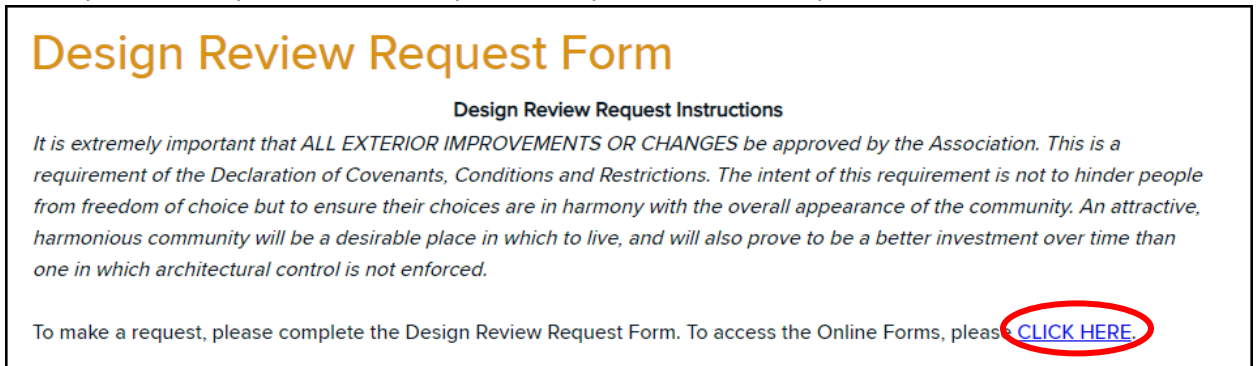 Design Review Request Form
Design Review Request Instructions
It is extremely important that ALL EXTERIOR IMPROVEMENTS OR CHANGES be approved by the Association. This is a
requirement of the Declaration of Covenants, Conditions and Restrictions. The intent of this requirement is not to hinder people
from freedom of choice but to ensure their choices are in harmony with the overall appearance of the community. An attractive,
harmonious community will be a desirable place in which to live, and will also prove to be a better investment over time than
one in which architectural control is not enforced.
To make a request, please complete the Design Review Request Form. To access the Online Forms, please CLICK HERE.